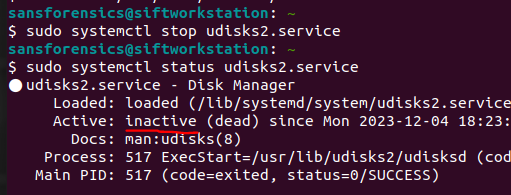 sansforensics@siftworkstation: ~
$ sudo systemctl stop udisks2.service
sansforensics@siftworkstation: ~
$ sudo systemctl status udisks2.service
● udisks2.service - Disk Manager
Loaded: loaded (/lib/systemd/system/udisks2.service
Active: inactive (dead) since Mon 2023-12-04 18:23:
Docs: man:udisks(8)
Process: 517 ExecStart=/usr/lib/udisks2/udisksd (cod
Main PID: 517 (code=exited, status=0/SUCCESS)